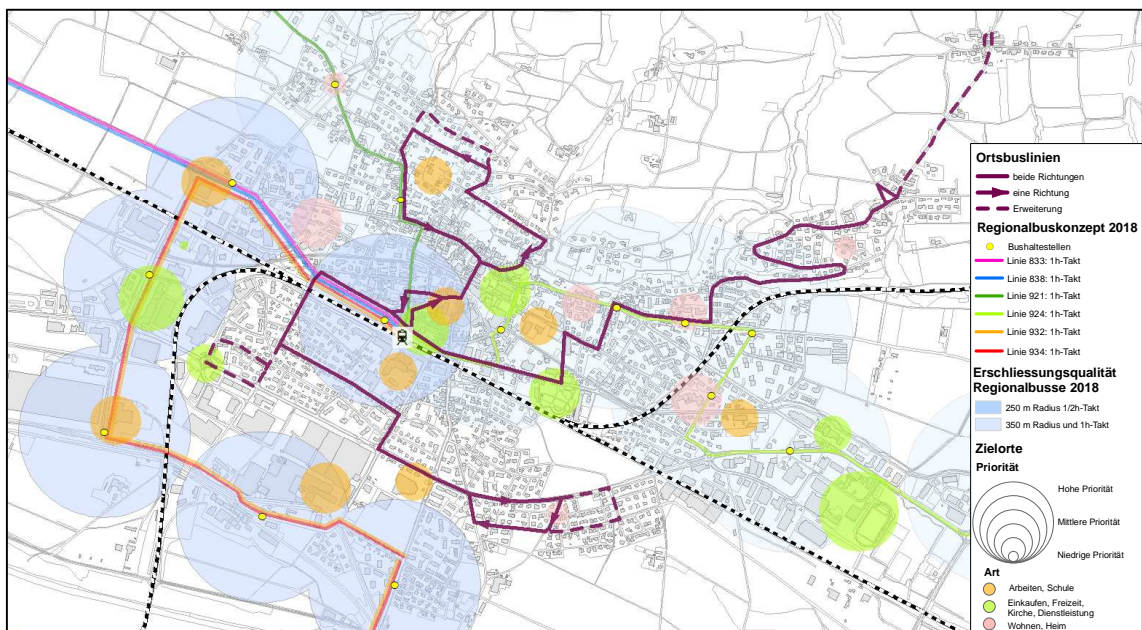 Ortsbuslinien
beide Richtungen
eine Richtung
Erweiterung
Regionalbuskonzept 2018
Bushaltestellen
Linie 833: 1h-Takt
Linie 838: 1h-Takt
Linie 921: 1h-Takt
Linie 924: 1h-Takt
Linie 932: 1h-Takt
Linie 934: 1h-Takt
Erschliessungsqualität
Regionalbusse 2018
250 m Radius 1/2h-Takt
350 m Radius und 1h-Takt
Zielorte
Priorität
Hohe Priorität
Mittlere Priorität
Niedrige Priorität
Art
Arbeiten, Schule
Einkaufen, Freizeit,
Kirche, Dienstleistung
Wohnen, Heim